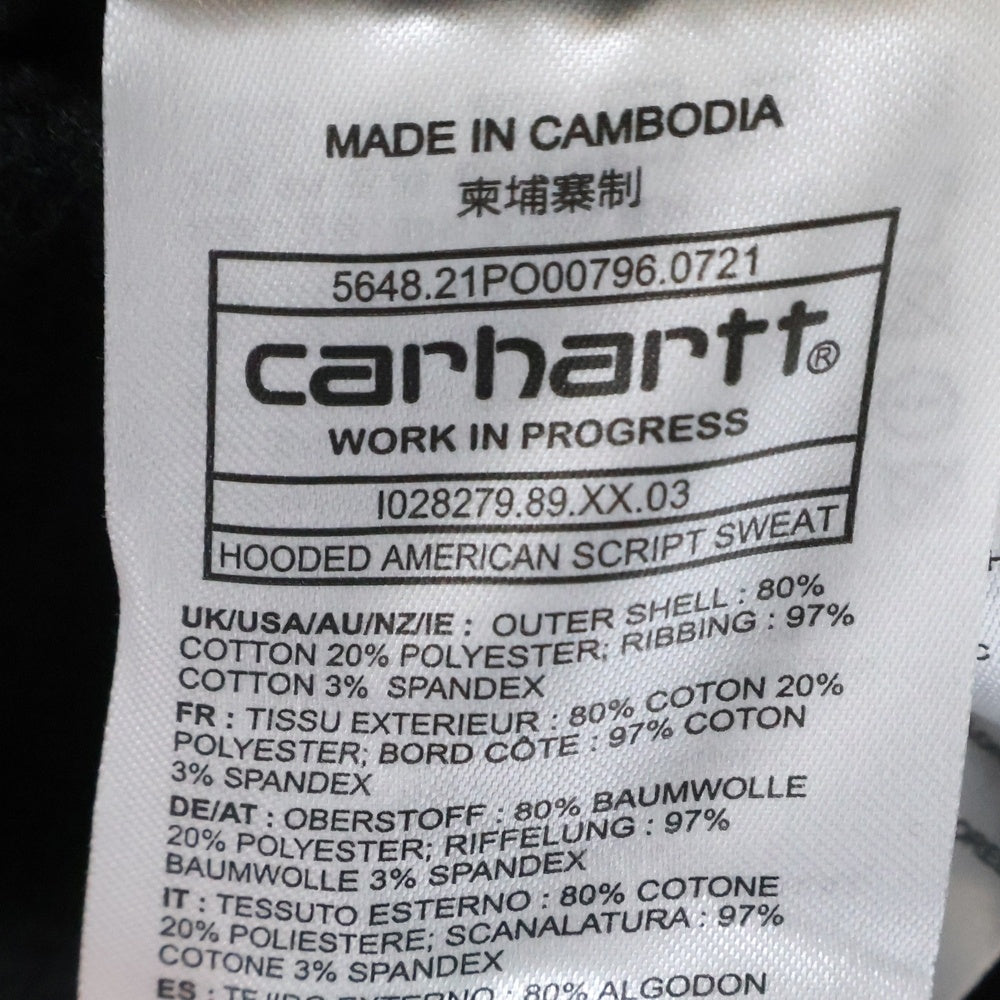 MADE IN CAMBODIA
柬埔寨制
5648.21PO00796.0721
carhartt®
WORK IN PROGRESS
I028279.89.XX.03
HOODED AMERICAN SCRIPT SWEAT
UK/USA/AU/NZ/IE : OUTER SHELL : 80%
COTTON 20% POLYESTER; RIBBING : 97%
COTTON 3% SPANDEX
FR : TISSU EXTERIEUR : 80% COTON 20%
POLYESTER; BORD CÔTE : 97% COTON
3% SPANDEX
DE/AT : OBERSTOFF : 80% BAUMWOLLE
20% POLYESTER; RIFFELUNG : 97%
BAUMWOLLE 3% SPANDEX
IT : TESSUTO ESTERNO : 80% COTONE
20% POLIESTERE; SCANALATURA : 97%
COTONE 3% SPANDEX
ES : TEJIDO EXTERNO : 80% ALGODON